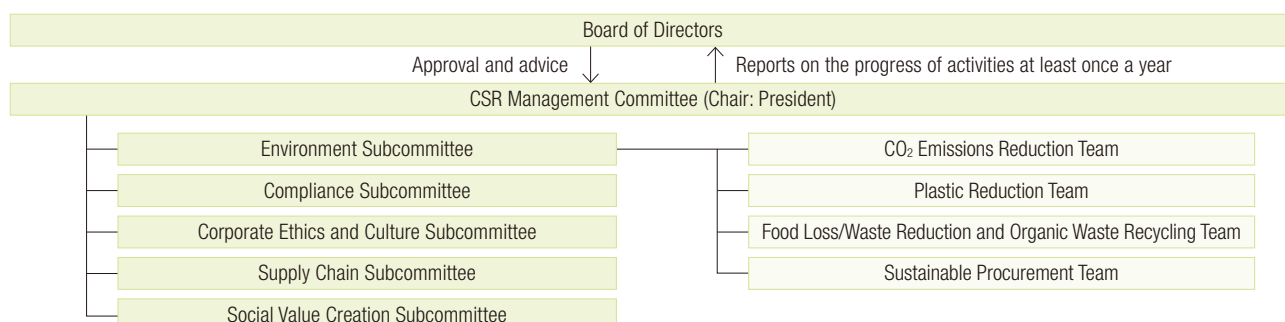 Board of Directors
Approval and advice
Reports on the progress of activities at least once a year
CSR Management Committee (Chair: President)
Environment Subcommittee
CO₂ Emissions Reduction Team
Compliance Subcommittee
Plastic Reduction Team
Corporate Ethics and Culture Subcommittee
Food Loss/Waste Reduction and Organic Waste Recycling Team
Supply Chain Subcommittee
Sustainable Procurement Team
Social Value Creation Subcommittee